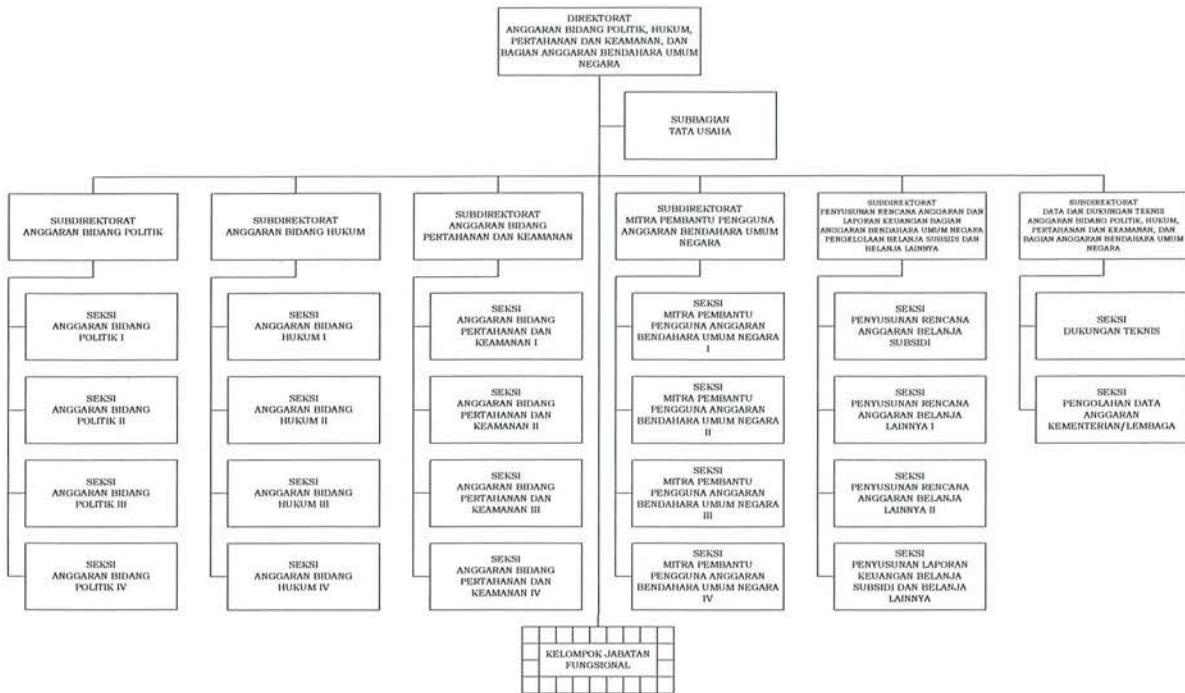 DIREKTORAT
ANGGARAN BIDANG POLITIK, HUKUM,
PERTAHANAN DAN KEAMANAN, DAN
BAGIAN ANGGARAN BENDAHARA UMUM
NEGARA
SUBBAGIAN
TATA USAHA
SUBDIREKTORAT
ANGGARAN BIDANG POLITIK
SUBDIREKTORAT
ANGGARAN BIDANG HUKUM
SUBDIREKTORAT
ANGGARAN BIDANG
PERTAHANAN DAN KEAMANAN
SUBDIREKTORAT
MITRA PEMBANTU PENGGUNA
ANGGARAN BENDAHARA UMUM
NEGARA
SUBDIREKTORAT
PENYUSUNAN RENCANA ANGGARAN DAN
LAPORAN KEUANGAN BAGIAN
ANGGARAN BENDAHARA UMUM NEGARA
PENGELOLAAN BELANJA SUBSIDI DAN
BELANJA LAINNYA
SUBDIREKTORAT
DATA DAN DUKUNGAN TEKNIS
ANGGARAN BIDANG POLITIK, HUKUM,
PERTAHANAN DAN KEAMANAN, DAN
BAGIAN ANGGARAN BENDAHARA UMUM
NEGARA
SEKSI
ANGGARAN BIDANG
POLITIK I
SEKSI
ANGGARAN BIDANG
HUKUM I
SEKSI
ANGGARAN BIDANG
PERTAHANAN DAN
KEAMANAN I
SEKSI
MITRA PEMBANTU
PENGGUNA ANGGARAN
BENDAHARA UMUM NEGARA
I
SEKSI
PENYUSUNAN RENCANA
ANGGARAN BELANJA
SUBSIDI
SEKSI
DUKUNGAN TEKNIS
SEKSI
ANGGARAN BIDANG
POLITIK II
SEKSI
ANGGARAN BIDANG
HUKUM II
SEKSI
ANGGARAN BIDANG
PERTAHANAN DAN
KEAMANAN II
SEKSI
MITRA PEMBANTU
PENGGUNA ANGGARAN
BENDAHARA UMUM NEGARA
II
SEKSI
PENYUSUNAN RENCANA
ANGGARAN BELANJA
LAINNYA I
SEKSI
PENGOLAHAN DATA
ANGGARAN
KEMENTERIAN/LEMBAGA
SEKSI
ANGGARAN BIDANG
POLITIK III
SEKSI
ANGGARAN BIDANG
HUKUM III
SEKSI
ANGGARAN BIDANG
PERTAHANAN DAN
KEAMANAN III
SEKSI
MITRA PEMBANTU
PENGGUNA ANGGARAN
BENDAHARA UMUM NEGARA
III
SEKSI
PENYUSUNAN RENCANA
ANGGARAN BELANJA
LAINNYA II
SEKSI
ANGGARAN BIDANG
POLITIK IV
SEKSI
ANGGARAN BIDANG
HUKUM IV
SEKSI
ANGGARAN BIDANG
PERTAHANAN DAN
KEAMANAN IV
SEKSI
MITRA PEMBANTU
PENGGUNA ANGGARAN
BENDAHARA UMUM NEGARA
IV
SEKSI
PENYUSUNAN LAPORAN
KEUANGAN BELANJA
SUBSIDI DAN BELANJA
LAINNYA
KELOMPOK JABATAN
FUNGSIONAL